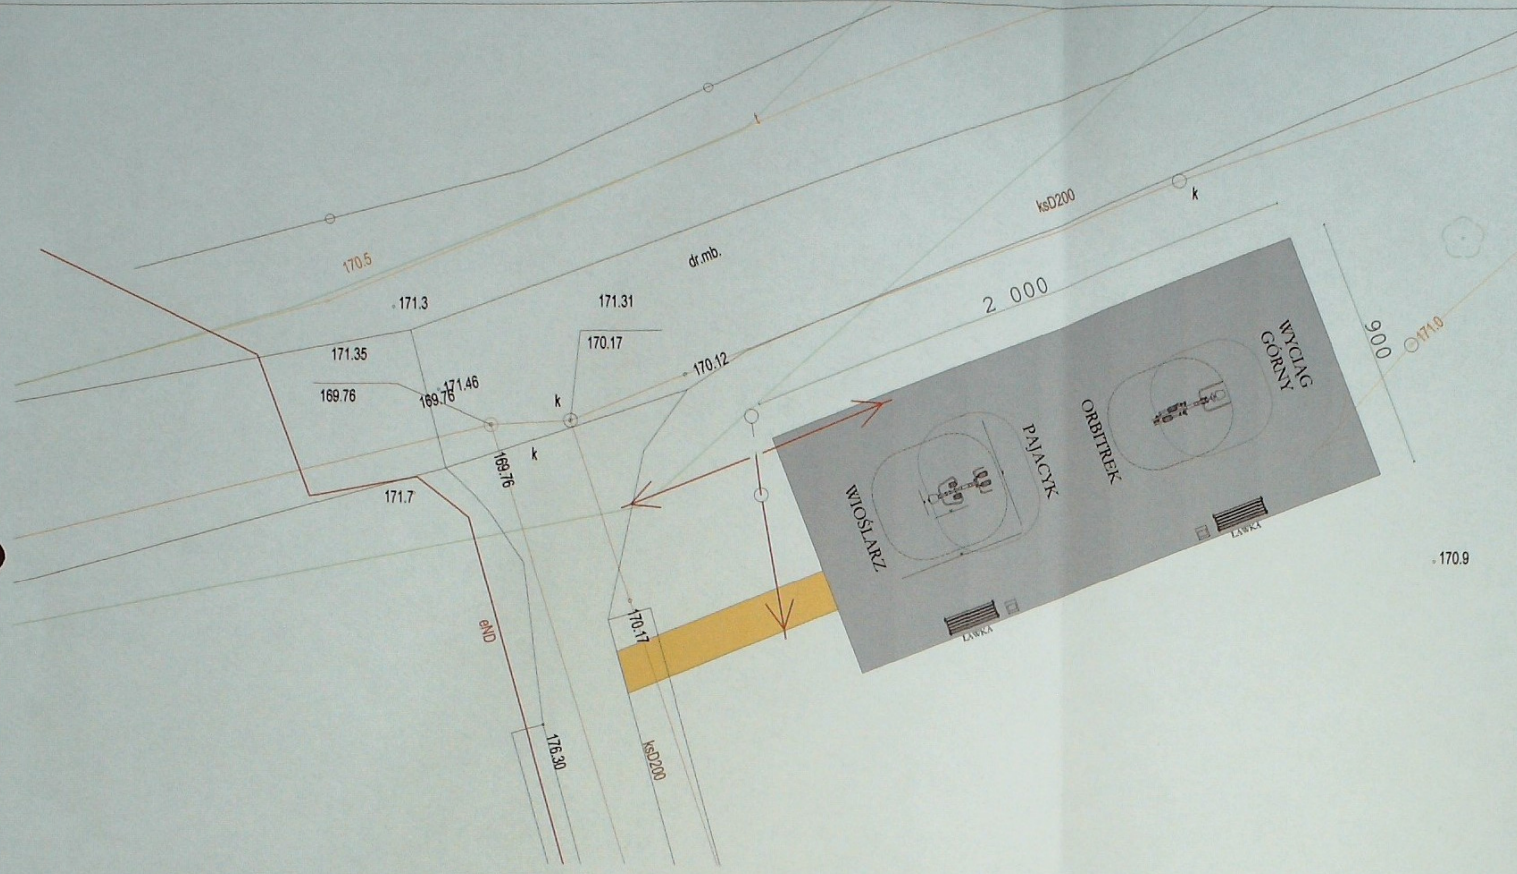 ksD200
k
170.5
dr.mb.
171.3
171.31
2 000
900
171.0
171.35
170.17
170.12
171.46
169.76
169.76
k
k
169.76
171.7
WYCIĄG
GÓRNY
ORBITREK
PAJACYK
WIOŚLARZ
ŁAWKA
ŁAWKA
170.9
eND
170.17
176.30
ksD200
t